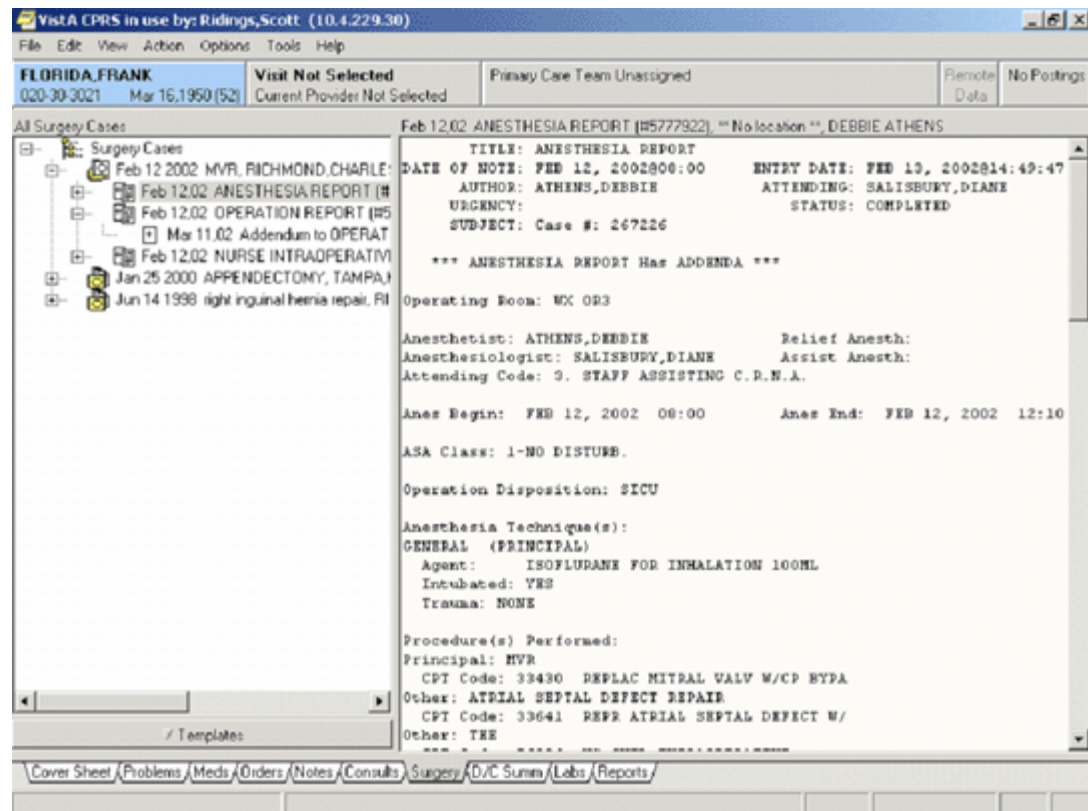 VistA CPRS in use by: Ridings,Scott (10.4.229.30)
File Edit View Action Options Tools Help
FLORIDA,FRANK Visit Not Selected Primary Care Team Unassigned Remote No Postings
020-30-3021 Mar 16,1950 (52) Current Provider Not Selected Data
All Surgery Cases
Surgery Cases
Feb 12 2002 MVR, RICHMOND,CHARLE
Feb 12,02 ANESTHESIA REPORT (#
Feb 12,02 OPERATION REPORT (#5
Mar 11,02 Addendum to OPERAT
Feb 12,02 NURSE INTRAOPERATIVI
Jan 25 2000 APPENDECTOMY, TAMPA,
Jun 14 1998 right inguinal hernia repair, RI
/ Templates
Feb 12,02 ANESTHESIA REPORT (#5777922), ** No location **, DEBBIE ATHENS
TITLE: ANESTHESIA REPORT
DATE OF NOTE: FEB 12, 2002@08:00 ENTRY DATE: FEB 13, 2002@14:49:47
AUTHOR: ATHENS,DEBBIE ATTENDING: SALISBURY,DIANE
URGENCY: STATUS: COMPLETED
SUBJECT: Case #: 267226
*** ANESTHESIA REPORT Has ADDENDA ***
Operating Room: WX OR3
Anesthetist: ATHENS,DEBBIE Relief Anesth:
Anesthesiologist: SALISBURY,DIANE Assist Anesth:
Attending Code: 3. STAFF ASSISTING C.R.N.A.
Anes Begin: FEB 12, 2002 08:00 Anes End: FEB 12, 2002 12:10
ASA Class: 1-NO DISTURB.
Operation Disposition: SICU
Anesthesia Technique(s):
GENERAL (PRINCIPAL)
Agent: ISOFLURANE FOR INHALATION 100ML
Intubated: YES
Trauma: NONE
Procedure(s) Performed:
Principal: MVR
CPT Code: 33430 REPLAC MITRAL VALV W/CP BYPA
Other: ATRIAL SEPTAL DEFECT REPAIR
CPT Code: 33641 REPR ATRIAL SEPTAL DEFECT W/
Other: TEE
Cover Sheet Problems Meds Orders Notes Consults Surgery D/C Summ Labs Reports